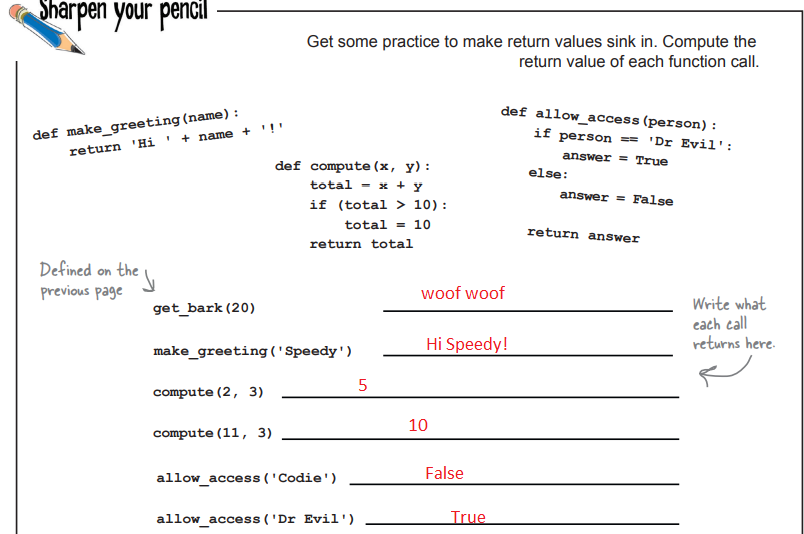 Sharpen your pencil
Get some practice to make return values sink in. Compute the
return value of each function call.
def make_greeting(name):
    return 'Hi ' + name + '!'
def compute(x, y):
    total = x + y
    if (total > 10):
        total = 10
    return total
def allow_access(person):
    if person == 'Dr Evil':
        answer = True
    else:
        answer = False
    return answer
Defined on the
previous page
get_bark(20) woof woof
make_greeting('Speedy') Hi Speedy!
compute(2, 3) 5
compute(11, 3) 10
allow_access('Codie') False
allow_access('Dr Evil') True
Write what
each call
returns here.